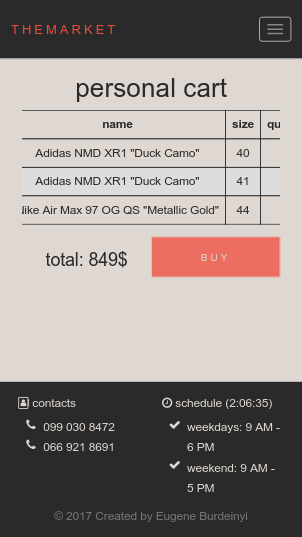 THEMARKET
personal cart
name size qu
Adidas NMD XR1 "Duck Camo" 40
Adidas NMD XR1 "Duck Camo" 41
ike Air Max 97 OG QS "Metallic Gold" 44
total: 849$ BUY
contacts
099 030 8472
066 921 8691
schedule (2:06:35)
weekdays: 9 AM -
6 PM
weekend: 9 AM -
5 PM
© 2017 Created by Eugene Burdeinyi